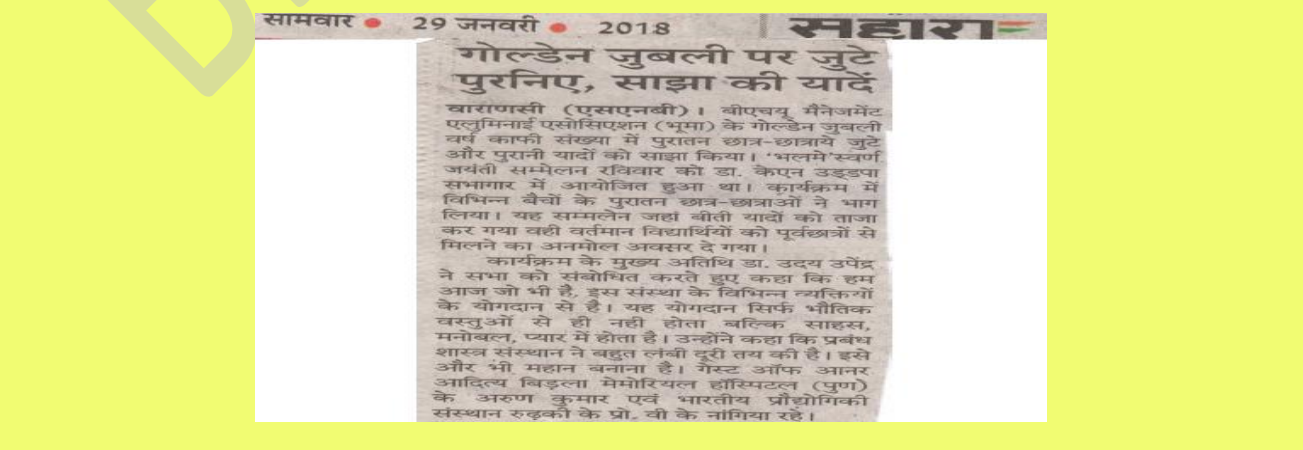 सोमवार • 29 जनवरी • 2018 सहारा
गोल्डेन जुबली पर जुटे
पुरनिए, साझा की यादें
वाराणसी (एसएनबी)। बीएचयू मैनेजमेंट
एलुमिनाई एसोसिएशन (भूमा) के गोल्डेन जुबली
वर्ष काफी संख्या में पुरातन छात्र-छात्रायें जुटे
और पुरानी यादों को साझा किया। 'भलमे'स्वर्ण
जयंती सम्मेलन रविवार को डा. केएन उड्डपा
सभागार में आयोजित हुआ था। कार्यक्रम में
विभिन्न बैचों के पुरातन छात्र-छात्राओं ने भाग
लिया। यह सम्मलेन जहां बीती यादों को ताजा
कर गया वही वर्तमान विद्यार्थियों को पूर्वछात्रों से
मिलने का अनमोल अवसर दे गया।
कार्यक्रम के मुख्य अतिथि डा. उदय उपेंद्र
ने सभा को संबोधित करते हुए कहा कि हम
आज जो भी है, इस संस्था के विभिन्न व्यक्तियों
के योगदान से है। यह योगदान सिर्फ भौतिक
वस्तुओं से ही नही होता बल्कि साहस,
मनोबल, प्यार में होता है। उन्होंने कहा कि प्रबंध
शास्त्र संस्थान ने बहुत लंबी दूरी तय की है। इसे
और भी महान बनाना है। गेस्ट ऑफ आनर
आदित्य बिड़ला मेमोरियल हॉस्पिटल (पुणे)
के अरुण कुमार एवं भारतीय प्रौद्योगिकी
संस्थान रुढ़की के प्रो. वी के नांगिया रहे।